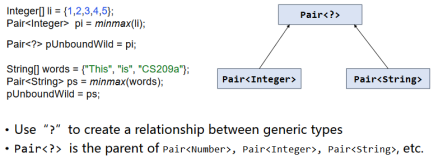 Integer[] li = {1,2,3,4,5};
Pair<Integer> pi = minmax(li);
Pair<?> pUnboundWild = pi;
String[] words = {"This", "is", "CS209a"};
Pair<String> ps = minmax(words);
pUnboundWild = ps;
Pair<?>
Pair<Integer>
Pair<String>
• Use “?” to create a relationship between generic types
• Pair<?> is the parent of Pair<Number>, Pair<Integer>, Pair<String>, etc.